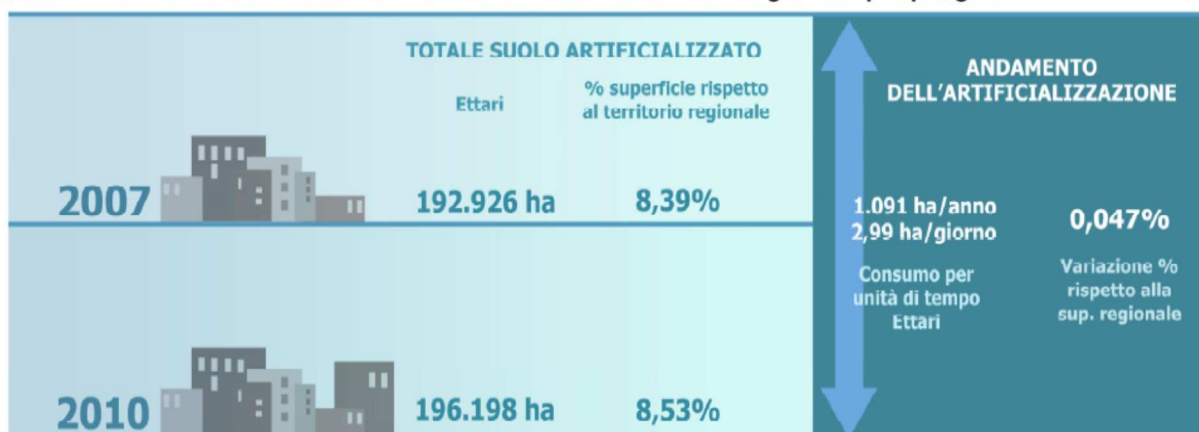 TOTALE SUOLO ARTIFICIALIZZATO
Ettari
% superficie rispetto
al territorio regionale
2007
192.926 ha
8,39%
2010
196.198 ha
8,53%
ANDAMENTO
DELL'ARTIFICIALIZZAZIONE
1.091 ha/anno
2,99 ha/giorno
Consumo per
unità di tempo
Ettari
0,047%
Variazione %
rispetto alla
sup. regionale